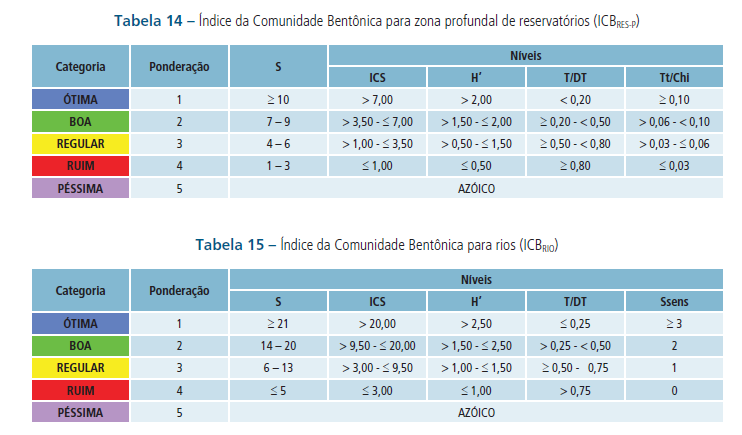 Tabela 14 – Índice da Comunidade Bentônica para zona profundal de reservatórios (ICBRES-P)
Categoria Ponderação S Níveis
ICS H´ T/DT Tt/Chi
ÓTIMA 1 ≥ 10 > 7,00 > 2,00 < 0,20 ≥ 0,10
BOA 2 7 – 9 > 3,50 - ≤ 7,00 > 1,50 - ≤ 2,00 ≥ 0,20 - < 0,50 > 0,06 - < 0,10
REGULAR 3 4 – 6 > 1,00 - ≤ 3,50 > 0,50 - ≤ 1,50 ≥ 0,50 - < 0,80 > 0,03 - ≤ 0,06
RUIM 4 1 – 3 ≤ 1,00 ≤ 0,50 ≥ 0,80 ≤ 0,03
PÉSSIMA 5 AZÓICO
Tabela 15 – Índice da Comunidade Bentônica para rios (ICBRIO)
Categoria Ponderação Níveis
S ICS H´ T/DT Ssens
ÓTIMA 1 ≥ 21 > 20,00 > 2,50 ≤ 0,25 ≥ 3
BOA 2 14 – 20 > 9,50 - ≤ 20,00 > 1,50 - ≤ 2,50 > 0,25 - < 0,50 2
REGULAR 3 6 – 13 > 3,00 - ≤ 9,50 > 1,00 - ≤ 1,50 ≥ 0,50 - 0,75 1
RUIM 4 ≤ 5 ≤ 3,00 ≤ 1,00 > 0,75 0
PÉSSIMA 5 AZÓICO